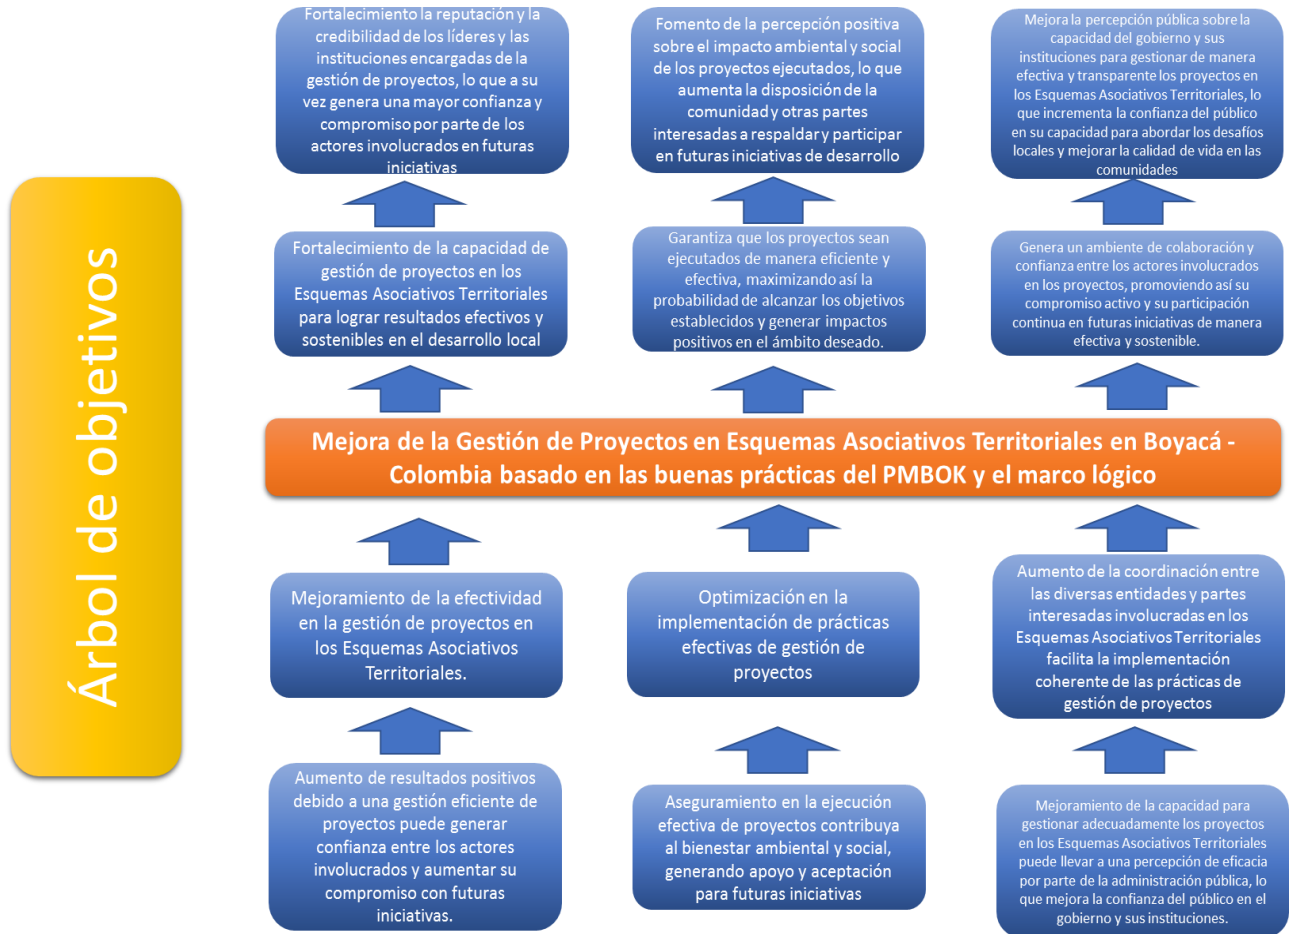 Árbol de objetivos
Fortalecimiento la reputación y la
credibilidad de los líderes y las
instituciones encargadas de la
gestión de proyectos, lo que a su
vez genera una mayor confianza y
compromiso por parte de los
actores involucrados en futuras
iniciativas
Fomento de la percepción positiva
sobre el impacto ambiental y social
de los proyectos ejecutados, lo que
aumenta la disposición de la
comunidad y otras partes
interesadas a respaldar y participar
en futuras iniciativas de desarrollo
Mejora la percepción pública sobre la
capacidad del gobierno y sus
instituciones para gestionar de manera
efectiva y transparente los proyectos en
los Esquemas Asociativos Territoriales, lo
que incrementa la confianza del público
en su capacidad para abordar los desafíos
locales y mejorar la calidad de vida en las
comunidades
Fortalecimiento de la capacidad de
gestión de proyectos en los
Esquemas Asociativos Territoriales
para lograr resultados efectivos y
sostenibles en el desarrollo local
Garantiza que los proyectos sean
ejecutados de manera eficiente y
efectiva, maximizando así la
probabilidad de alcanzar los objetivos
establecidos y generar impactos
positivos en el ámbito deseado.
Genera un ambiente de colaboración y
confianza entre los actores involucrados
en los proyectos, promoviendo así su
compromiso activo y su participación
continua en futuras iniciativas de manera
efectiva y sostenible.
Mejora de la Gestión de Proyectos en Esquemas Asociativos Territoriales en Boyacá -
Colombia basado en las buenas prácticas del PMBOK y el marco lógico
Mejoramiento de la efectividad
en la gestión de proyectos en
los Esquemas Asociativos
Territoriales.
Optimización en la
implementación de prácticas
efectivas de gestión de
proyectos
Aumento de la coordinación entre
las diversas entidades y partes
interesadas involucradas en los
Esquemas Asociativos Territoriales
facilita la implementación
coherente de las prácticas de
gestión de proyectos
Aumento de resultados positivos
debido a una gestión eficiente de
proyectos puede generar
confianza entre los actores
involucrados y aumentar su
compromiso con futuras
iniciativas.
Aseguramiento en la ejecución
efectiva de proyectos contribuya
al bienestar ambiental y social,
generando apoyo y aceptación
para futuras iniciativas
Mejoramiento de la capacidad para
gestionar adecuadamente los proyectos
en los Esquemas Asociativos Territoriales
puede llevar a una percepción de eficacia
por parte de la administración pública, lo
que mejora la confianza del público en el
gobierno y sus instituciones.